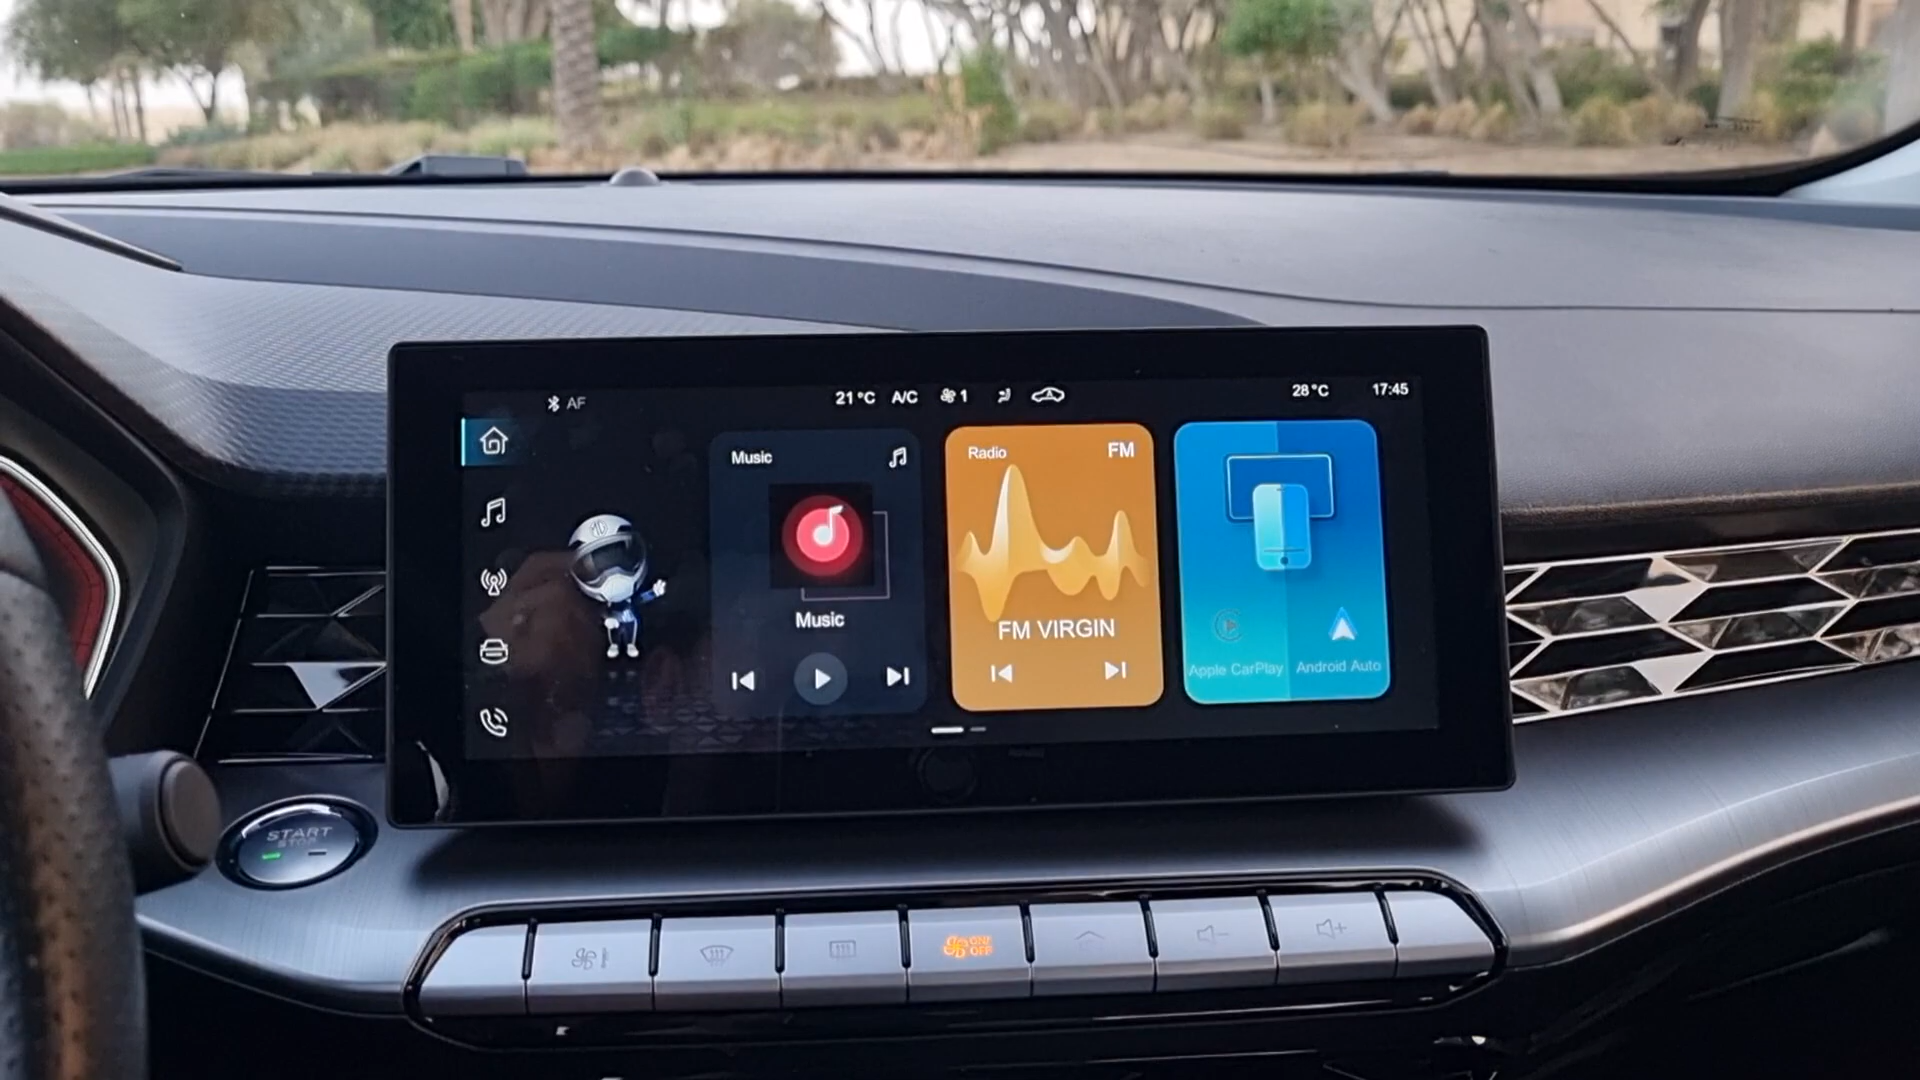 AF
21°C A/C 1
28°C 17:45
Music
Music
Radio FM
FM VIRGIN
Apple CarPlay Android Auto
START
STOP
ON/
OFF